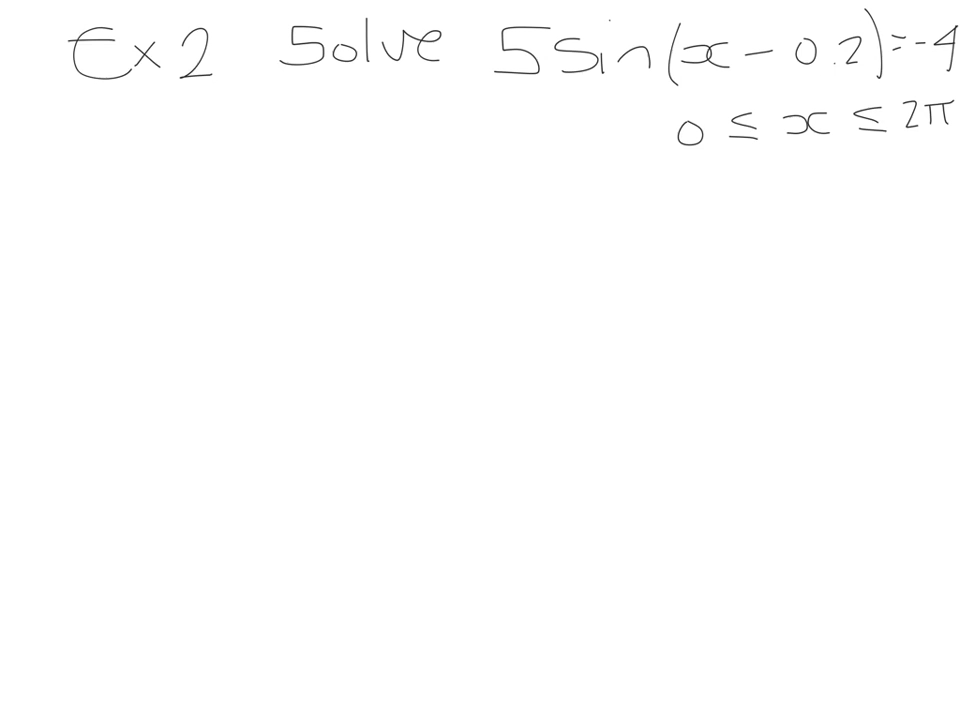 Ex 2 Solve 5sin(x - 0.2) = -4
0 ≤ x ≤ 2π